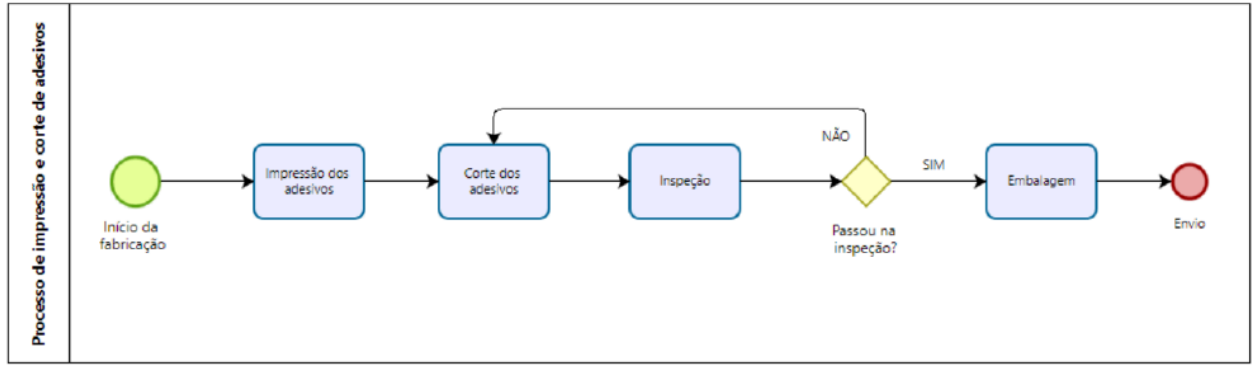 Processo de impressão e corte de adesivos
Início da
fabricação
Impressão dos
adesivos
Corte dos
adesivos
Inspeção
NÃO
Passou na
inspeção?
SIM
Embalagem
Envio